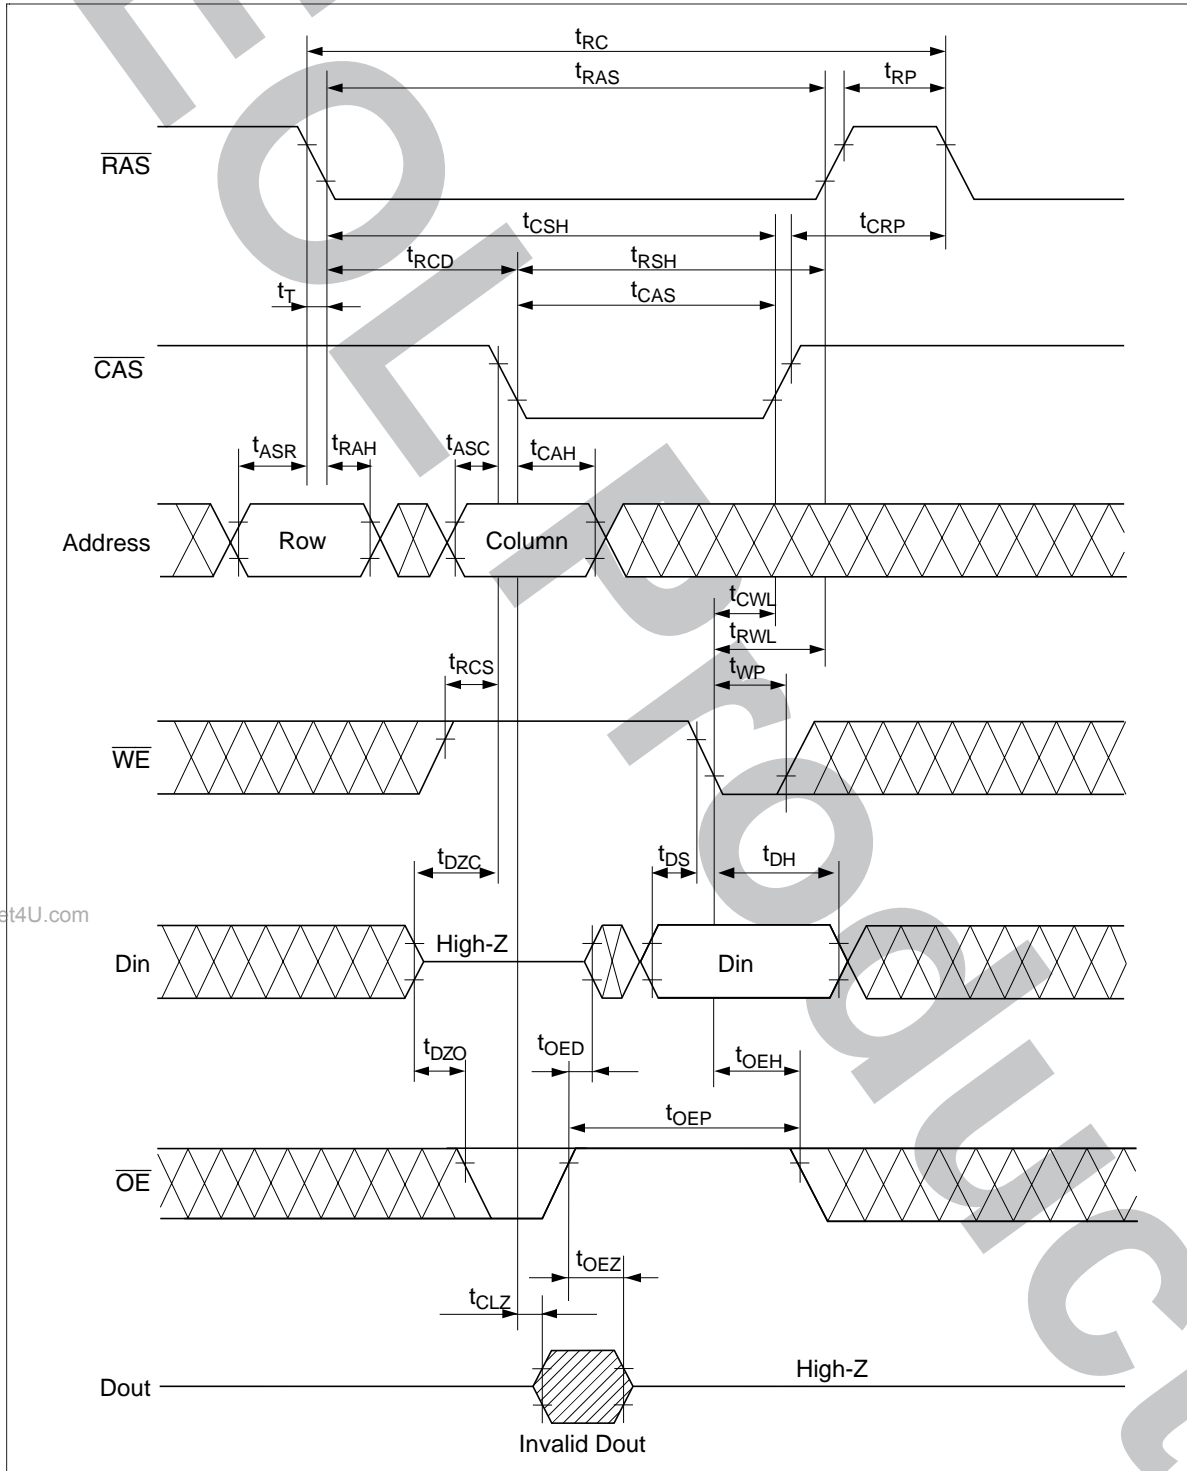 tRC
tRAS
tRP
RAS
tCSH
tCRP
tRCD
tRSH
tT
tCAS
CAS
tASR
tRAH
tASC
tCAH
Address
Row
Column
tCWL
tRWL
tRCS
tWP
WE
tDZC
tDS
tDH
et4U.com
High-Z
Din
Din
tDZO
tOED
tOEH
tOEP
OE
tOEZ
tCLZ
High-Z
Dout
Invalid Dout
EOL Product